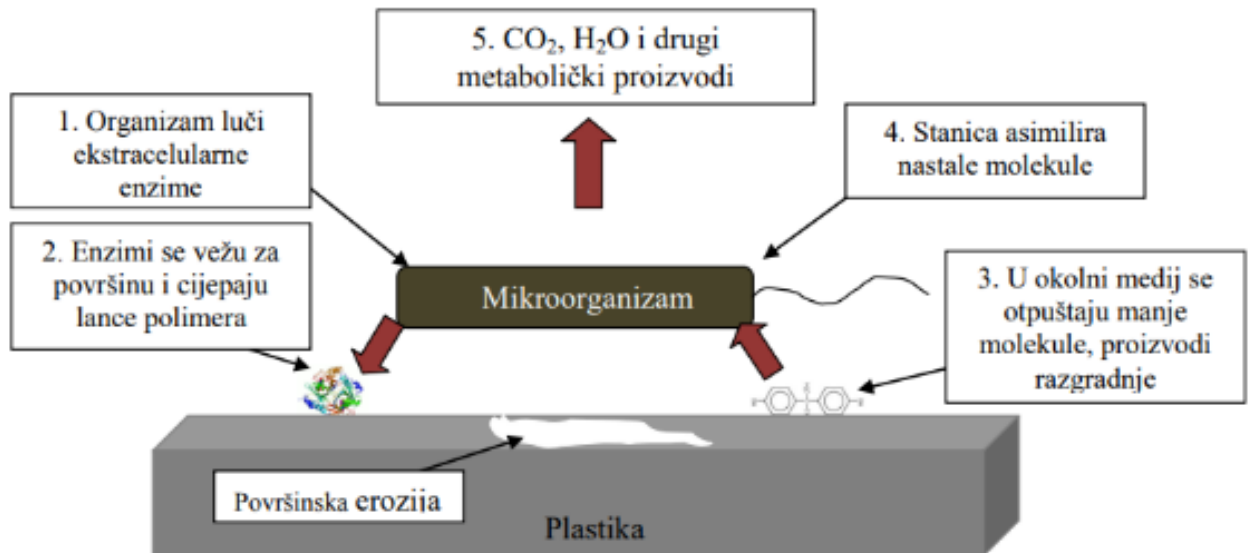 1. Organizam luči
ekstracelularne
enzime
2. Enzimi se vežu za
površinu i cijepaju
lance polimera
3. U okolni medij se
otpuštaju manje
molekule, proizvodi
razgradnje
4. Stanica asimilira
nastale molekule
5. CO₂, H₂O i drugi
metabolički proizvodi
Mikroorganizam
Površinska erozija
Plastika